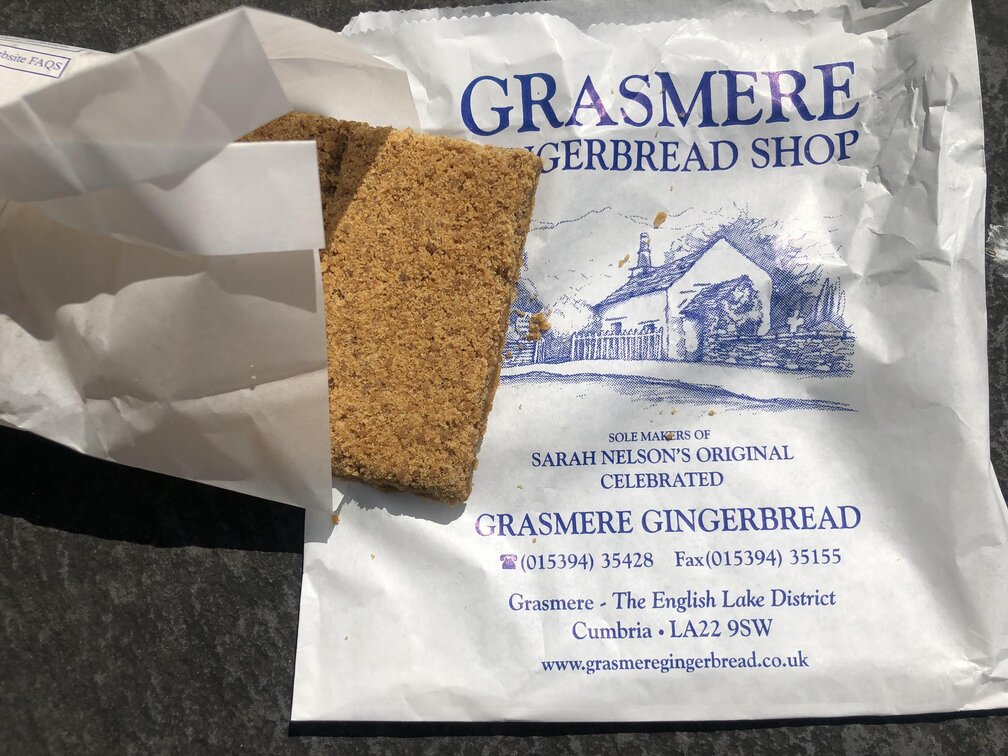 FAQS
GRASMERE
GERBREAD SHOP
SOLE MAKERS OF
SARAH NELSON'S ORIGINAL
CELEBRATED
GRASMERE GINGERBREAD
☎(015394) 35428 Fax(015394) 35155
Grasmere - The English Lake District
Cumbria • LA22 9SW
www.grasmeregingerbread.co.uk